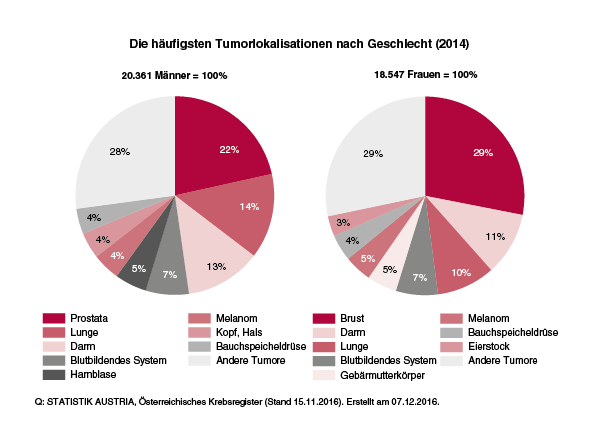 Die häufigsten Tumorlokalisationen nach Geschlecht (2014)
20.361 Männer = 100%
22%
14%
13%
7%
5%
4%
4%
4%
28%
18.547 Frauen = 100%
29%
11%
10%
7%
5%
5%
4%
3%
29%
Prostata
Lunge
Darm
Blutbildendes System
Harnblase
Melanom
Kopf, Hals
Bauchspeicheldrüse
Andere Tumore
Brust
Darm
Lunge
Blutbildendes System
Gebärmutterkörper
Melanom
Bauchspeicheldrüse
Eierstock
Andere Tumore
Q: STATISTIK AUSTRIA, Österreichisches Krebsregister (Stand 15.11.2016). Erstellt am 07.12.2016.